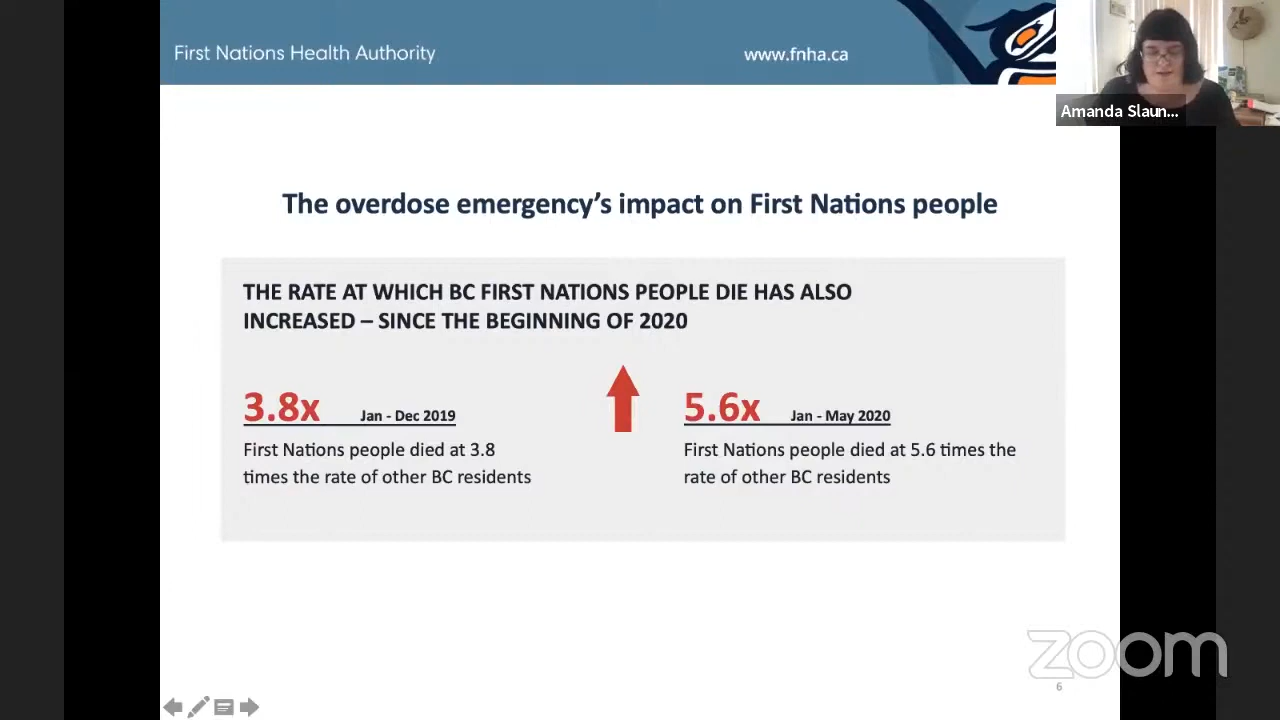 First Nations Health Authority
www.fnha.ca
Amanda Slaun...
The overdose emergency's impact on First Nations people
THE RATE AT WHICH BC FIRST NATIONS PEOPLE DIE HAS ALSO
INCREASED – SINCE THE BEGINNING OF 2020
3.8x Jan - Dec 2019
First Nations people died at 3.8
times the rate of other BC residents
5.6x Jan - May 2020
First Nations people died at 5.6 times the
rate of other BC residents
zoom
6